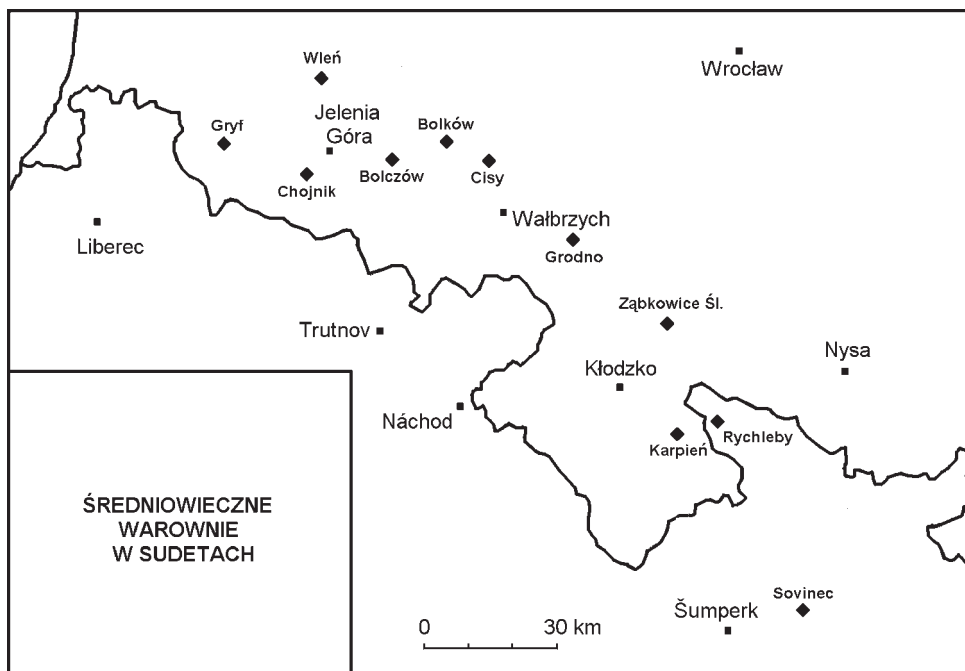 Wleń
Wrocław
Jelenia
Góra
Gryf
Bolków
Bolczów
Cisy
Chojnik
Wałbrzych
Grodno
Liberec
Ząbkowice Śl.
Trutnov
Nysa
Kłodzko
Náchod
Rychleby
Karpień
ŚREDNIOWIECZNE
WAROWNIE
W SUDETACH
Sovinec
Šumperk
0 30 km